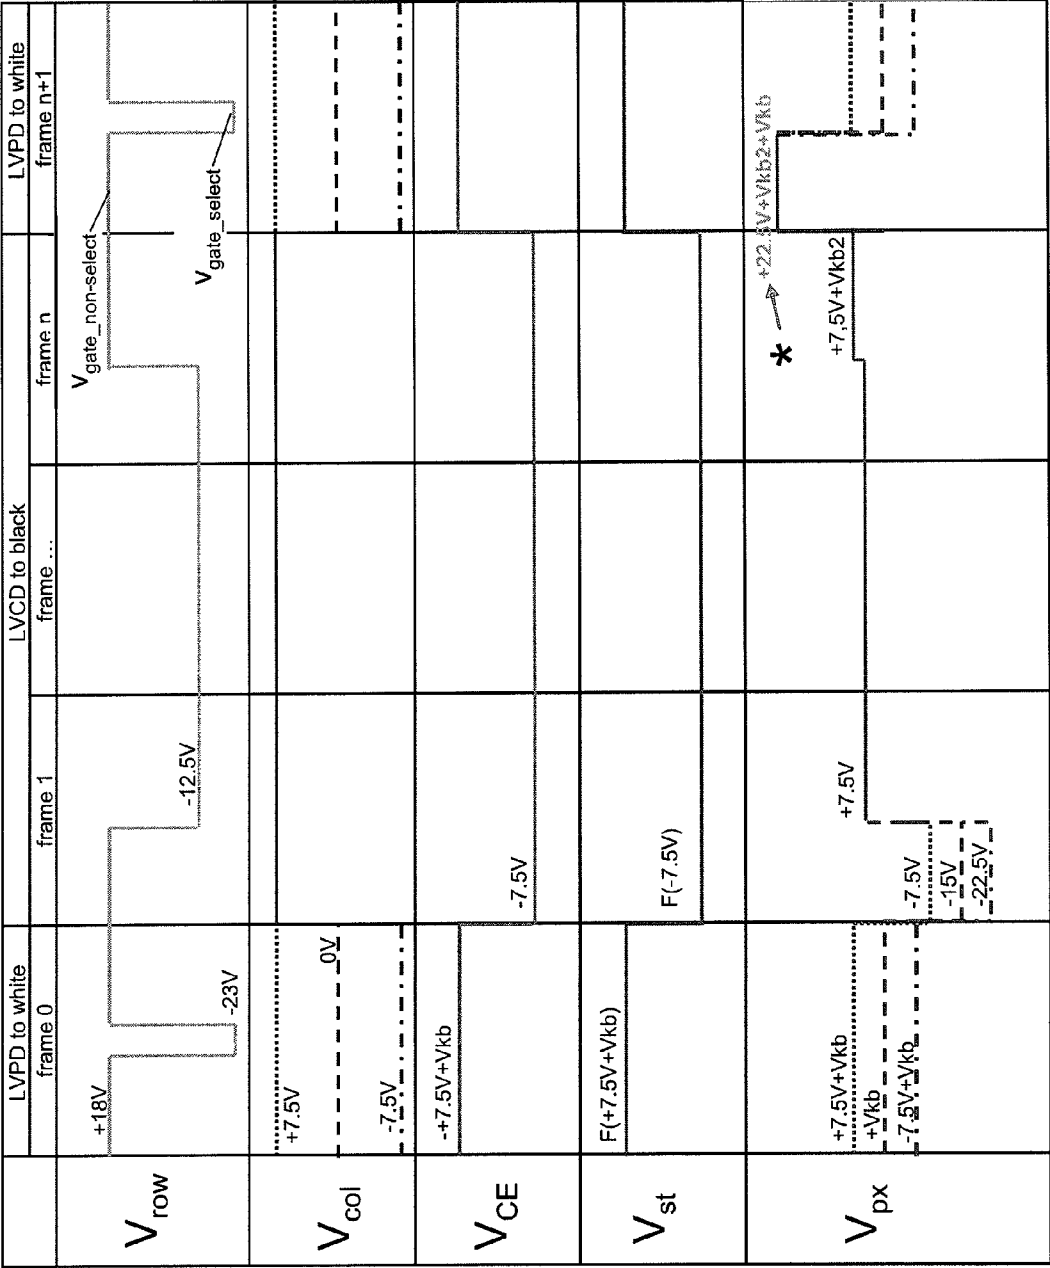 LVPD to white
LVCD to black
LVPD to white
frame 0
frame 1
frame ...
frame n
frame n+1
Vrow
+18V
-23V
-12.5V
Vgate_non-select
Vgate_select
Vcol
+7.5V
0V
-7.5V
VCE
-+7.5V+Vkb
-7.5V
Vst
F(+7.5V+Vkb)
F(-7.5V)
Vpx
+7.5V+Vkb
+Vkb
-7.5V+Vkb
-7.5V
-15V
-22.5V
+7.5V
+7,5V+Vkb2
*
+22.5V+Vkb2+Vkb